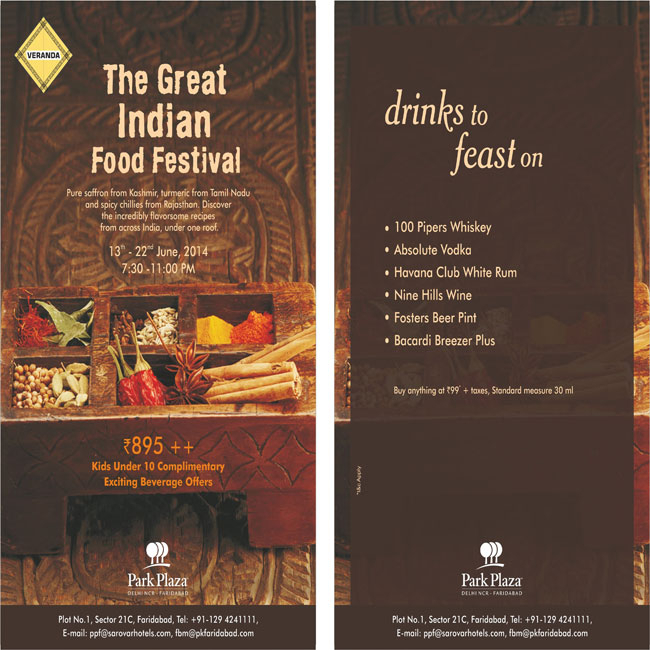 VERANDA
The Great
Indian
Food Festival
Pure saffron from Kashmir, turmeric from Tamil Nadu
and spicy chillies from Rajasthan. Discover
the incredibly flavorsome recipes
from across India, under one roof.
13th - 22nd June, 2014
7:30 -11:00 PM
₹895 ++
Kids Under 10 Complimentary
Exciting Beverage Offers
Park Plaza
DELHI NCR · FARIDABAD
Plot No.1, Sector 21C, Faridabad, Tel: +91-129 4241111,
E-mail: ppf@sarovarhotels.com, fbm@pkfaridabad.com
drinks to
feast on
• 100 Pipers Whiskey
• Absolute Vodka
• Havana Club White Rum
• Nine Hills Wine
• Fosters Beer Pint
• Bacardi Breezer Plus
Buy anything at ₹99* + taxes, Standard measure 30 ml
*t&c Apply
Park Plaza
DELHI NCR · FARIDABAD
Plot No.1, Sector 21C, Faridabad, Tel: +91-129 4241111,
E-mail: ppf@sarovarhotels.com, fbm@pkfaridabad.com